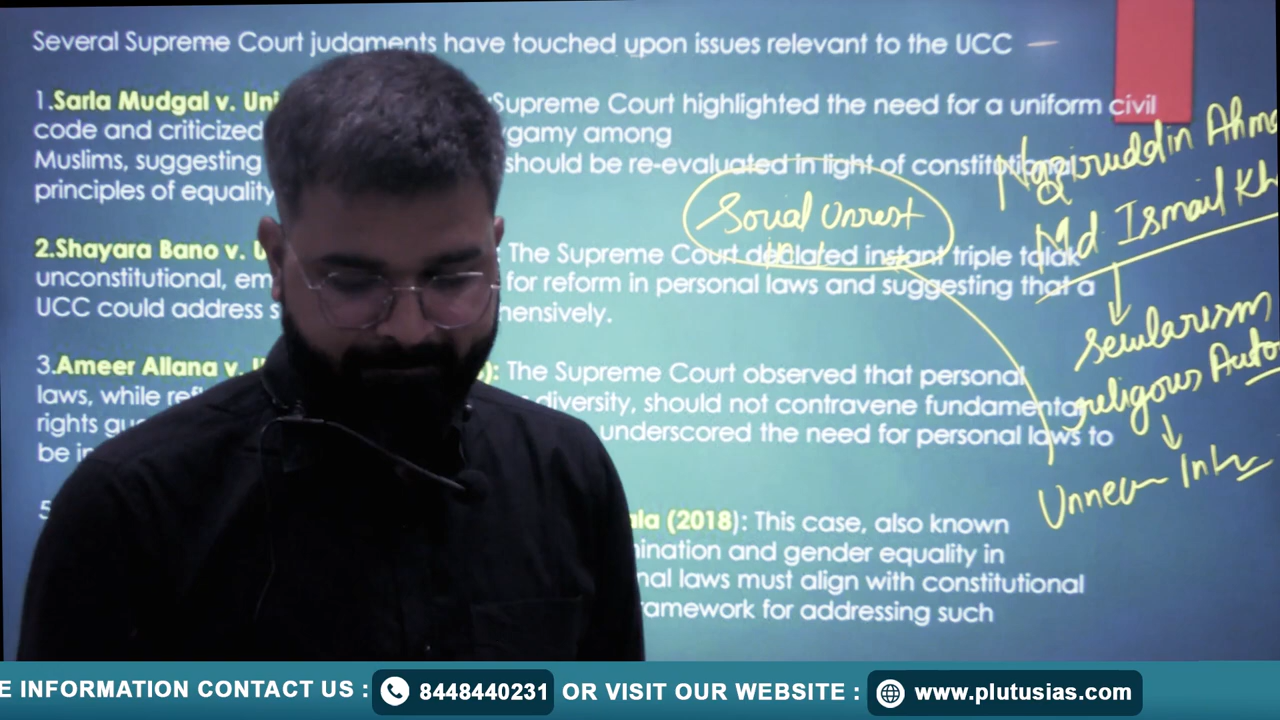 Several Supreme Court judgments have touched upon issues relevant to the UCC –
1.Sarla Mudgal v. Uni Supreme Court highlighted the need for a uniform civil
code and criticized ygamy among
Muslims, suggesting should be re-evaluated in light of constitutional
principles of equality
2.Shayara Bano v. U : The Supreme Court declared instant triple talak
unconstitutional, em for reform in personal laws and suggesting that a
UCC could address s hensively.
3.Ameer Allana v. U ): The Supreme Court observed that personal
laws, while ref diversity, should not contravene fundamental
rights gu underscored the need for personal laws to
be in
5
ala (2018): This case, also known
ination and gender equality in
nal laws must align with constitutional
ramework for addressing such
Social Unrest
Naziruddin Ahm
Md Ismail Kh
Secularism
religous Auto
E INFORMATION CONTACT US : 8448440231 OR VISIT OUR WEBSITE : www.plutusias.com